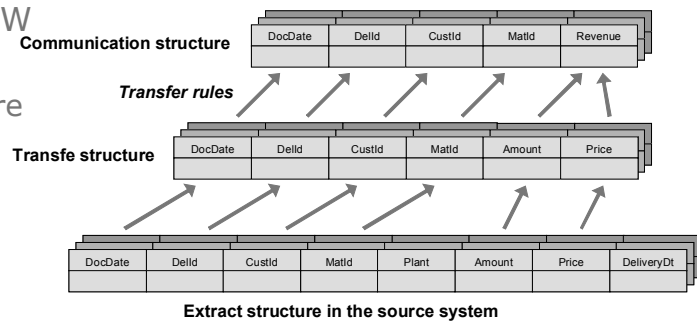 W
Communication structure
DocDate DelId CustId MatId Revenue
Transfer rules
re
Transfe structure
DocDate DelId CustId MatId Amount Price
DocDate DelId CustId MatId Plant Amount Price DeliveryDt
Extract structure in the source system